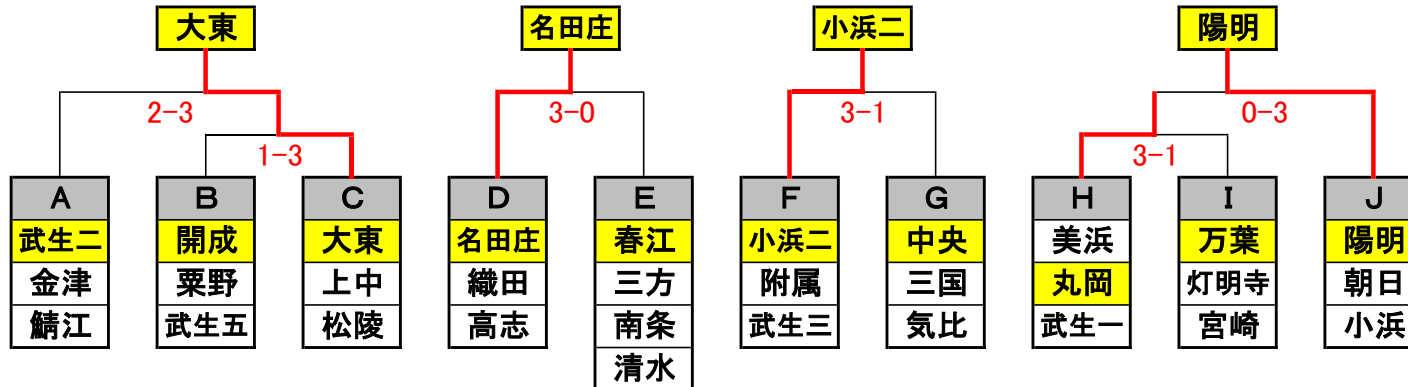 大東 名田庄 小浜二 陽明
2-3 3-0 3-1 0-3
1-3 3-1
A B C D E F G H I J
武生二 開成 大東 名田庄 春江 小浜二 中央 美浜 万葉 陽明
金津 粟野 上中 織田 三方 附属 三国 丸岡 灯明寺 朝日
鯖江 武生五 松陵 高志 南条 武生三 気比 武生一 宮崎 小浜
清水